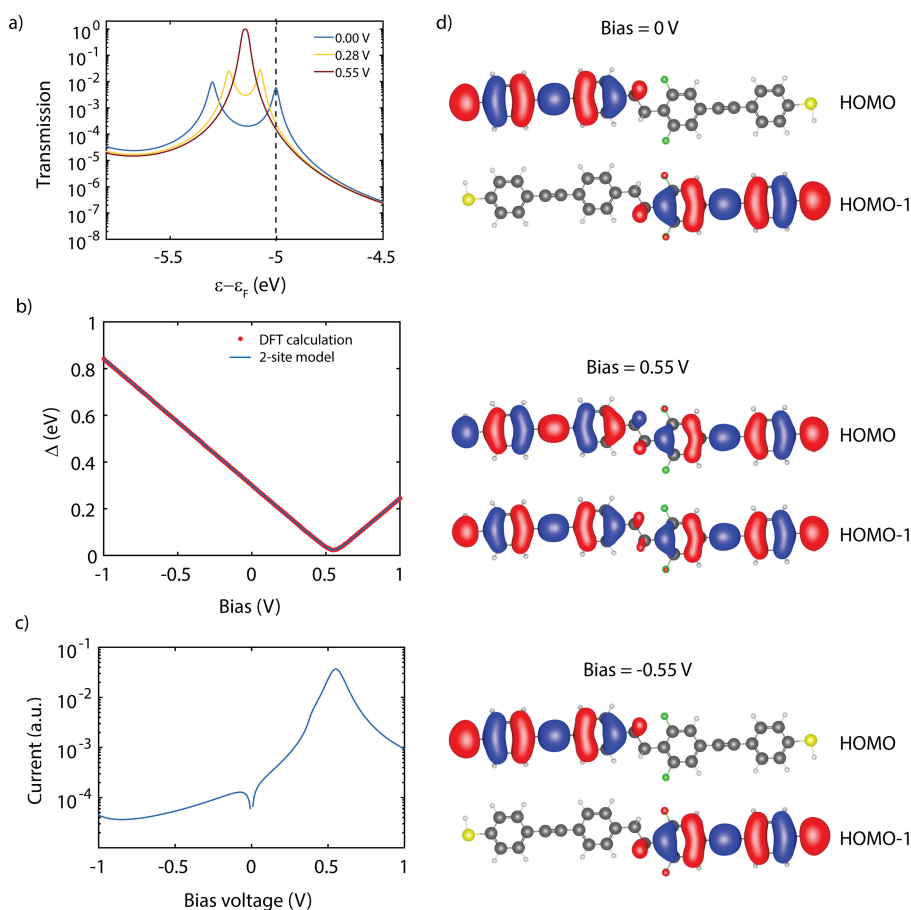 a)
10⁰
10⁻¹
10⁻²
10⁻³
10⁻⁴
10⁻⁵
10⁻⁶
10⁻⁷
10⁻⁸
Transmission
0.00 V
0.28 V
0.55 V
-5.5
-5
-4.5
ε−ε_F (eV)
b)
1
0.8
0.6
0.4
0.2
0
Δ (eV)
DFT calculation
2-site model
-1
-0.5
0
0.5
1
Bias (V)
c)
10⁻¹
10⁻²
10⁻³
10⁻⁴
Current (a.u.)
-1
-0.5
0
0.5
1
Bias voltage (V)
d)
Bias = 0 V
HOMO
HOMO-1
Bias = 0.55 V
HOMO
HOMO-1
Bias = -0.55 V
HOMO
HOMO-1